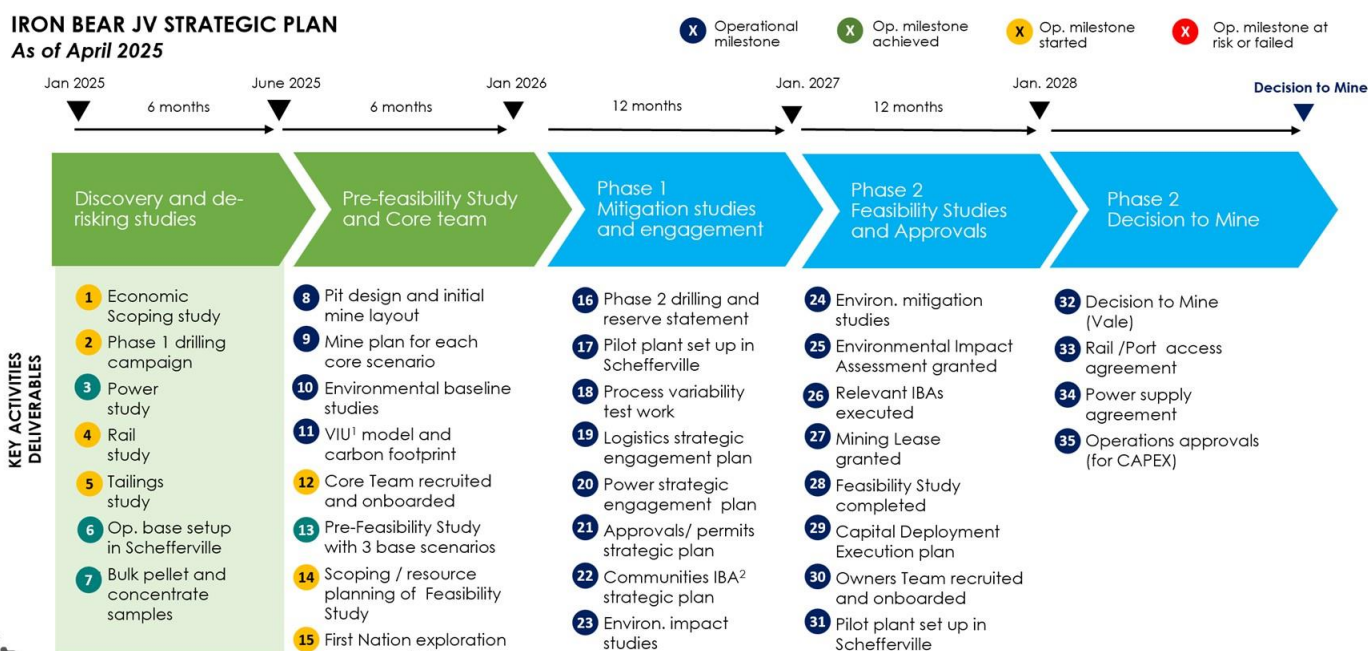 IRON BEAR JV STRATEGIC PLAN
As of April 2025
X Operational milestone
X Op. milestone achieved
X Op. milestone started
X Op. milestone at risk or failed
Jan 2025
June 2025
Jan 2026
Jan. 2027
Jan. 2028
Decision to Mine
6 months
6 months
12 months
12 months
Discovery and de-
risking studies
Pre-feasibility Study
and Core team
Phase 1
Mitigation studies
and engagement
Phase 2
Feasibility Studies
and Approvals
Phase 2
Decision to Mine
KEY ACTIVITIES
DELIVERABLES
1 Economic
Scoping study
2 Phase 1 drilling
campaign
3 Power
study
4 Rail
study
5 Tailings
study
6 Op. base setup
in Schefferville
7 Bulk pellet and
concentrate
samples
8 Pit design and initial
mine layout
9 Mine plan for each
core scenario
10 Environmental baseline
studies
11 VIU¹ model and
carbon footprint
12 Core Team recruited
and onboarded
13 Pre-Feasibility Study
with 3 base scenarios
14 Scoping / resource
planning of Feasibility
Study
15 First Nation exploration
16 Phase 2 drilling and
reserve statement
17 Pilot plant set up in
Schefferville
18 Process variability
test work
19 Logistics strategic
engagement plan
20 Power strategic
engagement plan
21 Approvals/ permits
strategic plan
22 Communities IBA²
strategic plan
23 Environ. impact
studies
24 Environ. mitigation
studies
25 Environmental Impact
Assessment granted
26 Relevant IBAs
executed
27 Mining Lease
granted
28 Feasibility Study
completed
29 Capital Deployment
Execution plan
30 Owners Team recruited
and onboarded
31 Pilot plant set up in
Schefferville
32 Decision to Mine
(Vale)
33 Rail /Port access
agreement
34 Power supply
agreement
35 Operations approvals
(for CAPEX)